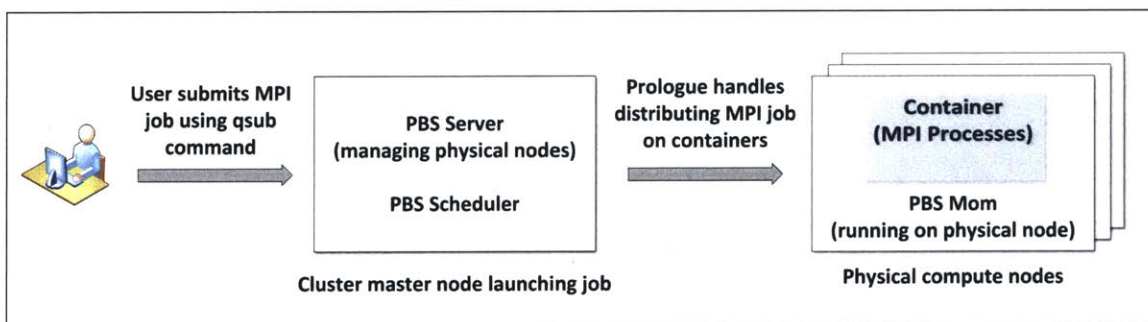 User submits MPI
job using qsub
command
PBS Server
(managing physical nodes)
PBS Scheduler
Cluster master node launching job
Prologue handles
distributing MPI job
on containers
Container
(MPI Processes)
PBS Mom
(running on physical node)
Physical compute nodes